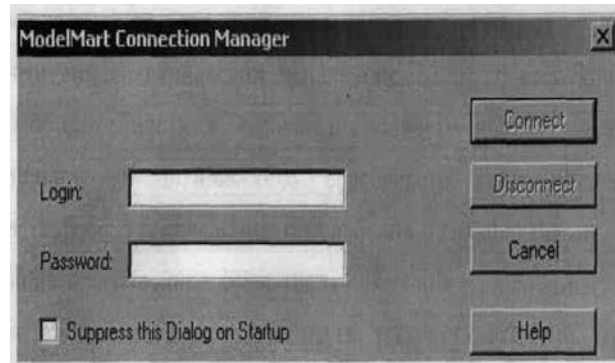 ModelMart Connection Manager
Connect
Login:
Disconnect
Password:
Cancel
Suppress this Dialog on Startup
Help